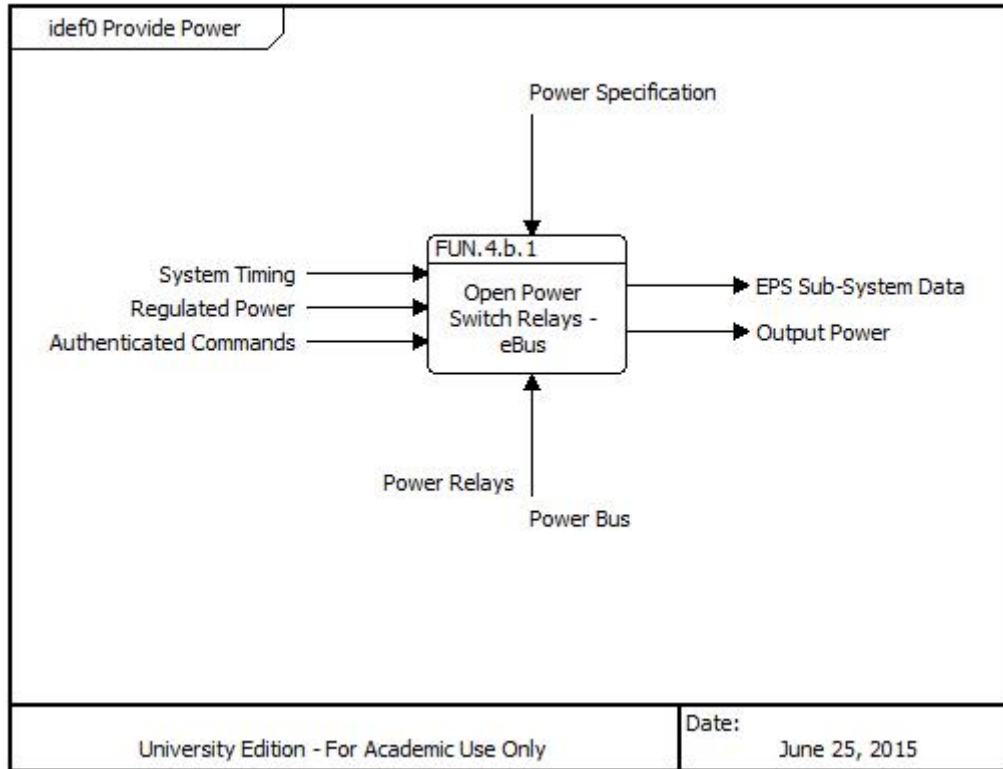 idef0 Provide Power
Power Specification
FUN.4.b.1
System Timing
Regulated Power
Authenticated Commands
Open Power
Switch Relays -
eBus
EPS Sub-System Data
Output Power
Power Relays
Power Bus
University Edition - For Academic Use Only
Date:
June 25, 2015